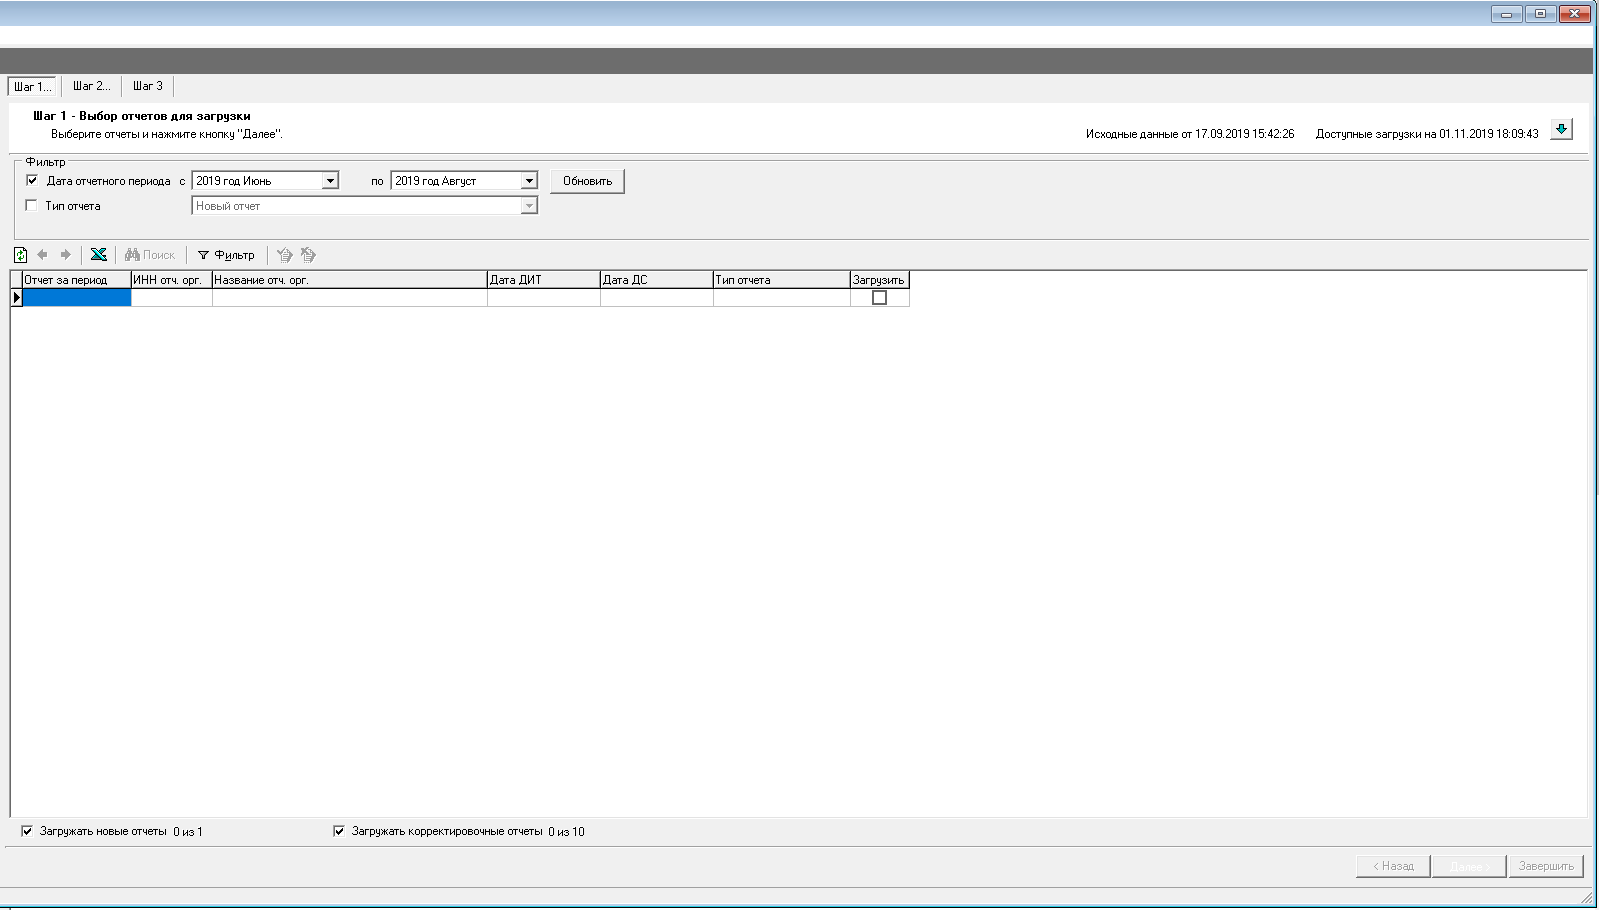 Шаг 1... Шаг 2... Шаг 3
Шаг 1 - Выбор отчетов для загрузки
Выберите отчеты и нажмите кнопку "Далее".
Исходные данные от 17.09.2019 15:42:26 Доступные загрузки на 01.11.2019 18:09:43
Фильтр
Дата отчетного периода с 2019 год Июнь по 2019 год Август Обновить
Тип отчета Новый отчет
Поиск Фильтр
Отчет за период ИНН отч. орг. Название отч. орг. Дата ДИТ Дата ДС Тип отчета Загрузить
Загружать новые отчеты 0 из 1 Загружать корректировочные отчеты 0 из 10
< Назад Далее > Завершить